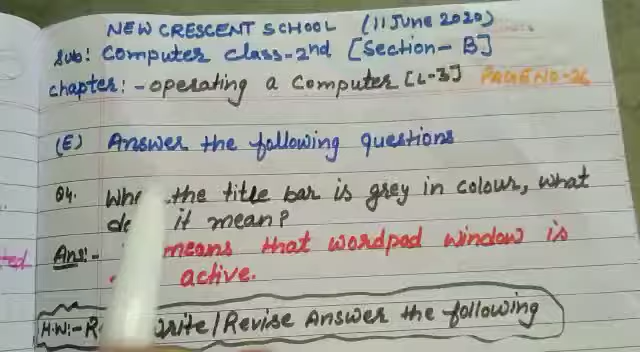 NEW CRESCENT SCHOOL (11 June 2020)
Sub: Computer class-2nd [Section-B]
chapter:- operating a Computer [L-3] PAGE NO-26
(E) Answer the following questions
Q4. the title bar is grey in colour, what
it mean?
Ans:- means that wordpad window is
active.
H.W:- /Revise Answer the following